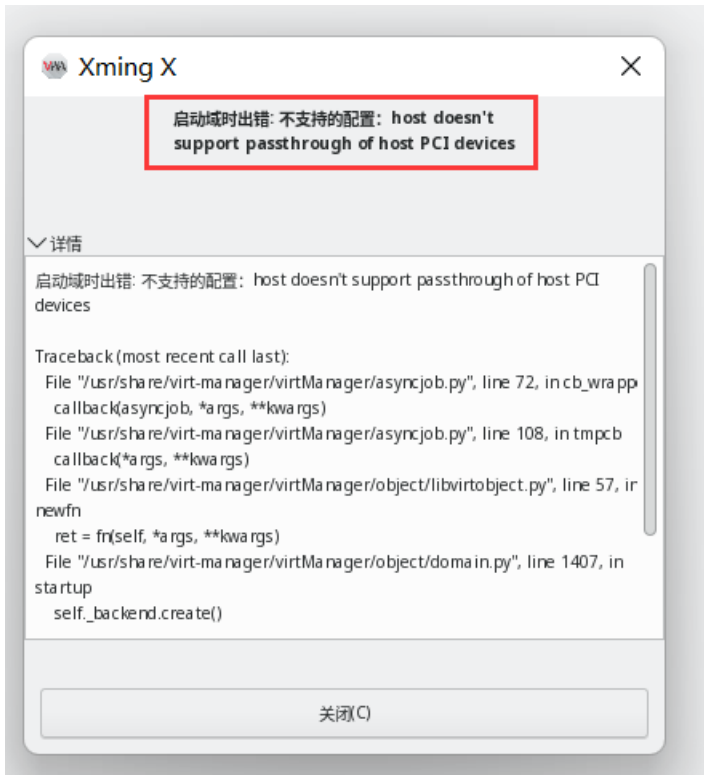 Xming X
启动域时出错: 不支持的配置：host doesn't
support passthrough of host PCI devices
详情
启动域时出错: 不支持的配置：host doesn't support passthrough of host PCI
devices
Traceback (most recent call last):
File "/usr/share/virt-manager/virtManager/asyncjob.py", line 72, in cb_wrapp
callback(asyncjob, *args, **kwargs)
File "/usr/share/virt-manager/virtManager/asyncjob.py", line 108, in tmpcb
callback(*args, **kwargs)
File "/usr/share/virt-manager/virtManager/object/libvirtobject.py", line 57, in
newfn
ret = fn(self, *args, **kwargs)
File "/usr/share/virt-manager/virtManager/object/domain.py", line 1407, in
startup
self._backend.create()
关闭(C)